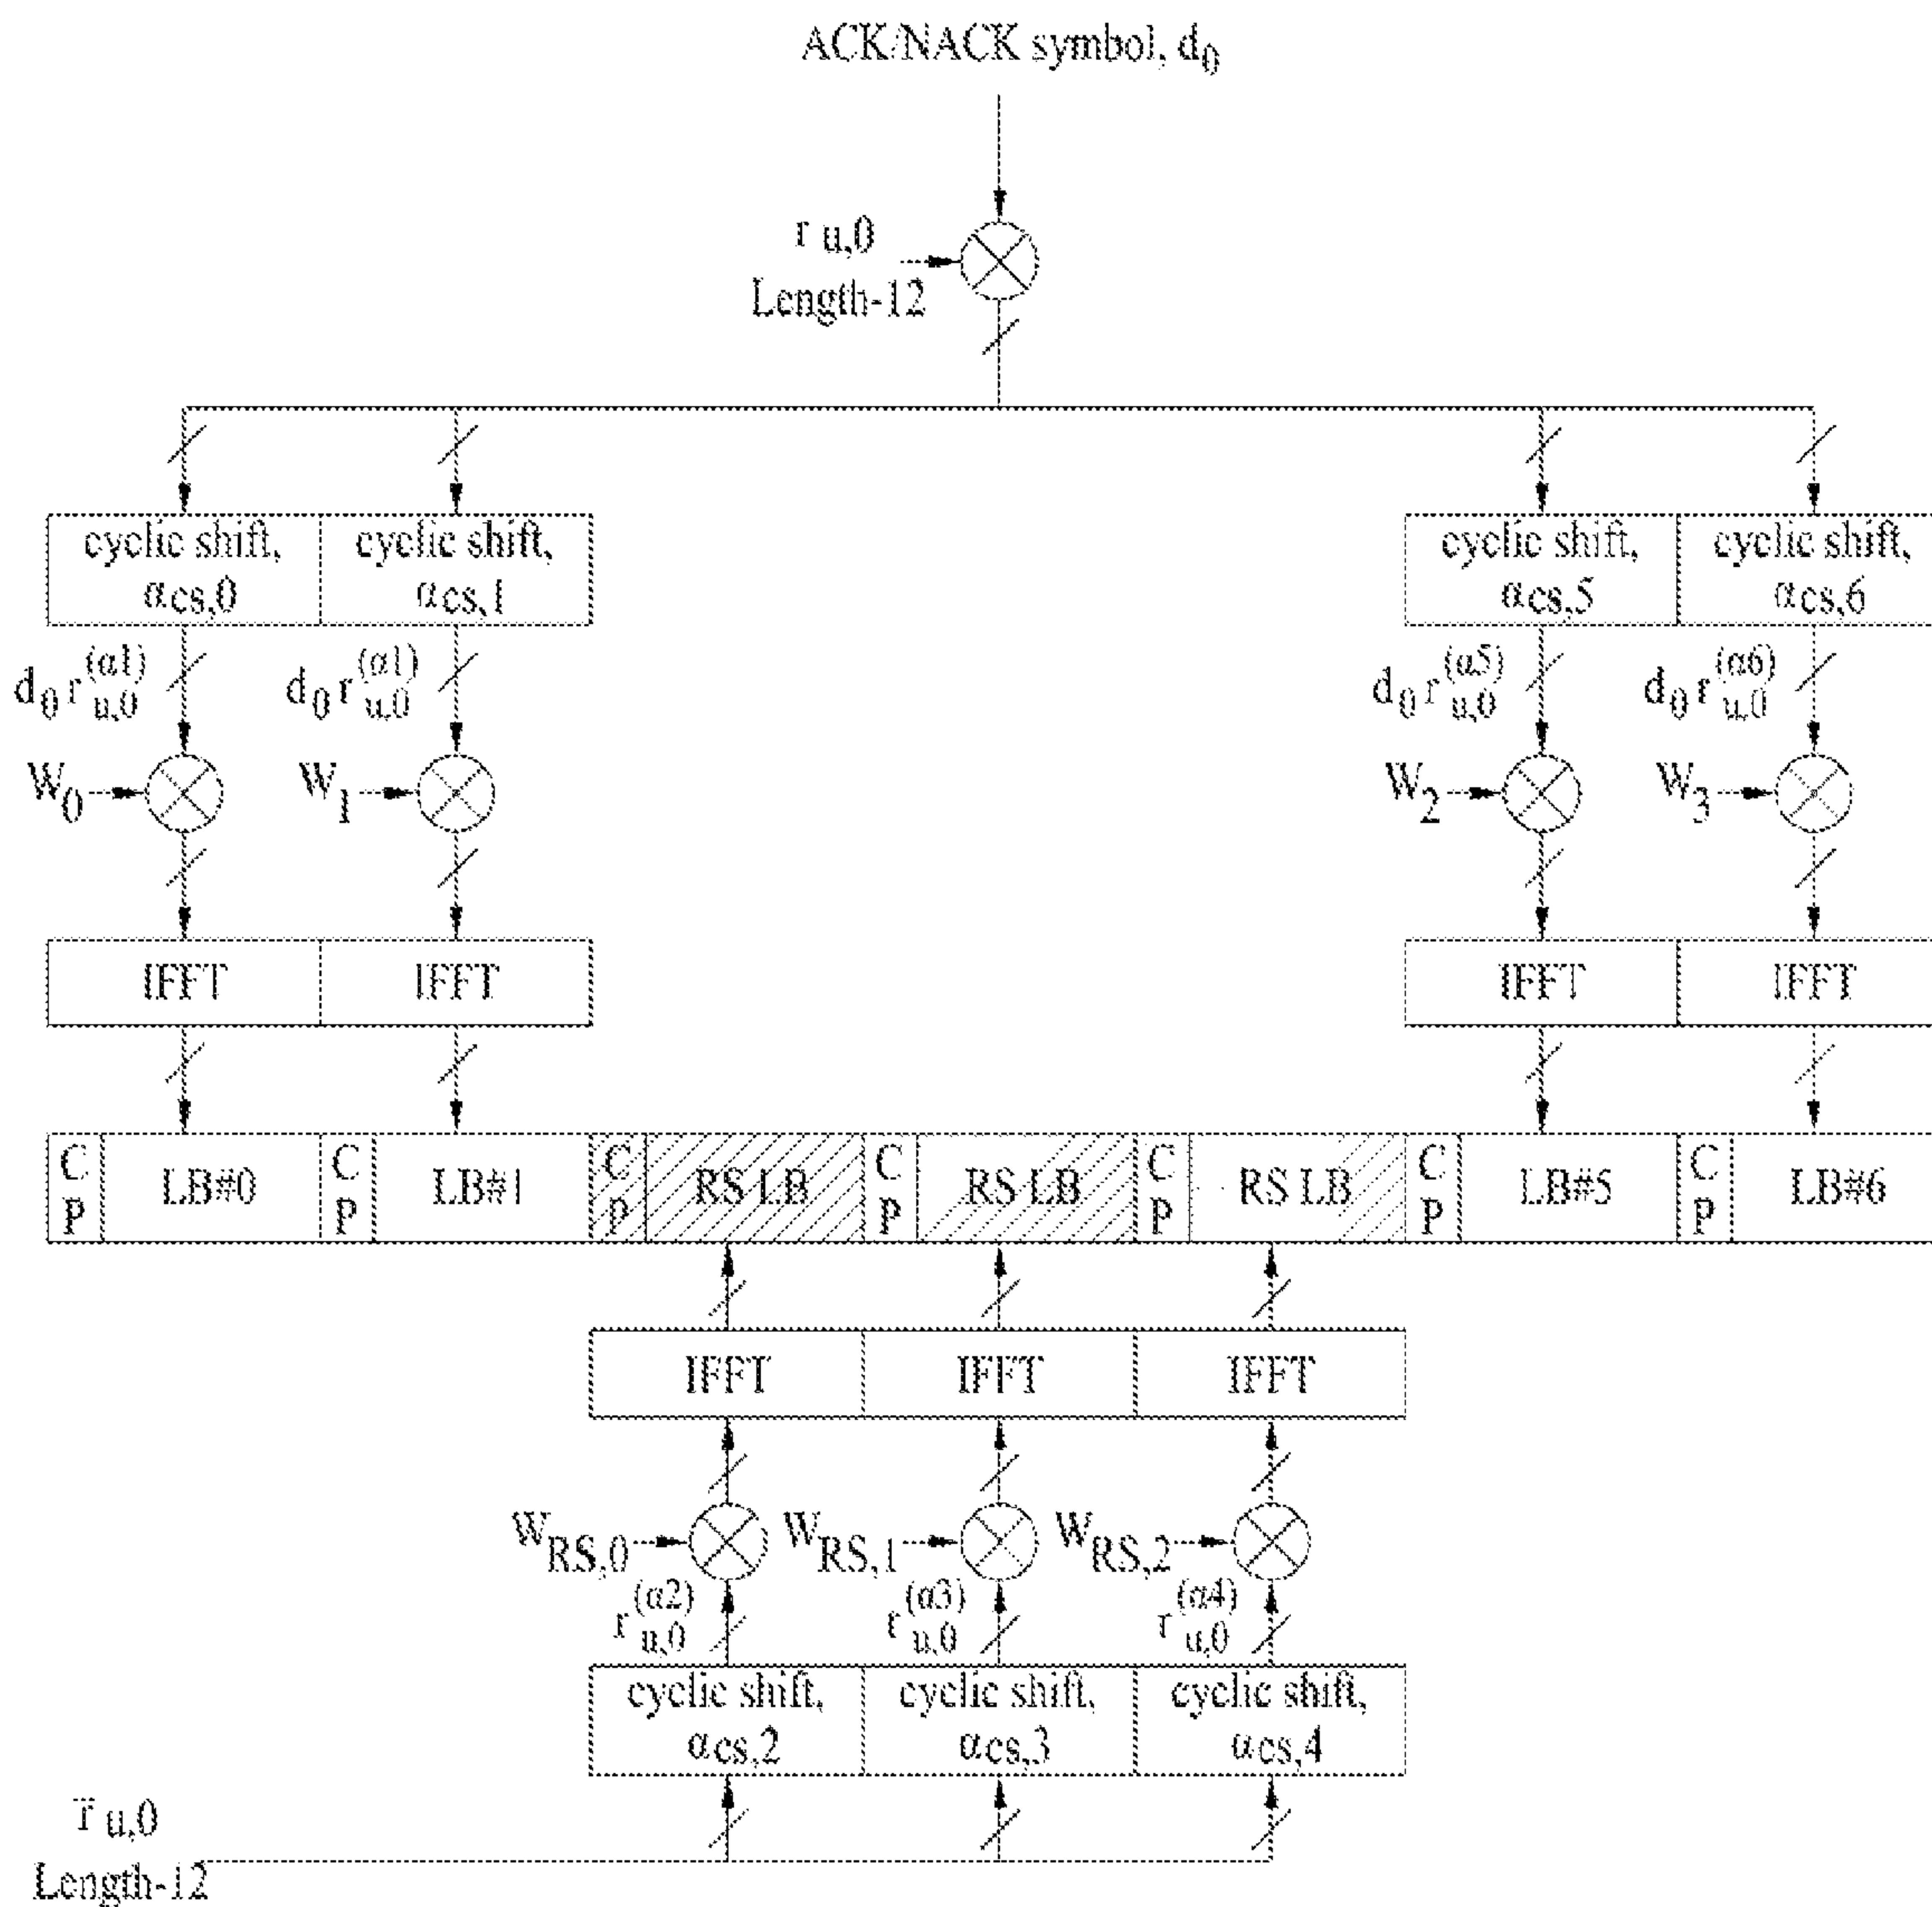 ACK/NACK symbol, d₀
r u,0
Length-12
cyclic shift, αcs,0
cyclic shift, αcs,1
cyclic shift, αcs,5
cyclic shift, αcs,6
d₀ r u,0 (α1)
d₀ r u,0 (α1)
d₀ r u,0 (α5)
d₀ r u,0 (α6)
W₀
W₁
W₂
W₃
IFFT
IFFT
IFFT
IFFT
CP
LB#0
CP
LB#1
CP
RS LB
CP
RS LB
CP
RS LB
CP
LB#5
CP
LB#6
IFFT
IFFT
IFFT
W RS,0
W RS,1
W RS,2
r u,0 (α2)
r u,0 (α3)
r u,0 (α4)
cyclic shift, αcs,2
cyclic shift, αcs,3
cyclic shift, αcs,4
r̄ u,0
Length-12